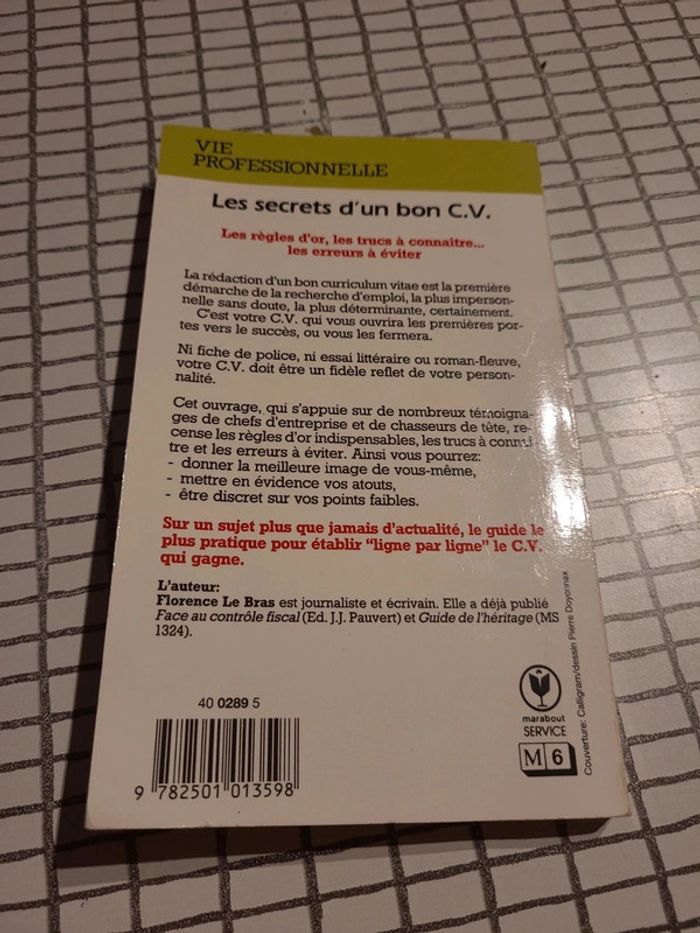 VIE
PROFESSIONNELLE
Les secrets d'un bon C.V.
Les règles d'or, les trucs à connaître...
les erreurs à éviter
La rédaction d'un bon curriculum vitae est la première
démarche de la recherche d'emploi, la plus imperson-
nelle sans doute, la plus déterminante, certainement.
C'est votre C.V. qui vous ouvrira les premières por-
tes vers le succès, ou vous les fermera.
Ni fiche de police, ni essai littéraire ou roman-fleuve,
votre C.V. doit être un fidèle reflet de votre person-
nalité.
Cet ouvrage, qui s'appuie sur de nombreux témoigna-
ges de chefs d'entreprise et de chasseurs de tête, re-
cense les règles d'or indispensables, les trucs à connaî-
tre et les erreurs à éviter. Ainsi vous pourrez:
- donner la meilleure image de vous-même,
- mettre en évidence vos atouts,
- être discret sur vos points faibles.
Sur un sujet plus que jamais d'actualité, le guide le
plus pratique pour établir "ligne par ligne" le C.V.
qui gagne.
L'auteur:
Florence Le Bras est journaliste et écrivain. Elle a déjà publié
Face au contrôle fiscal (Ed. J.J. Pauvert) et Guide de l'héritage (MS
1324).
40 0289 5
9 782501 013598
marabout
SERVICE
M 6
Couverture: Calligram/dessin Pierre Doyonnax